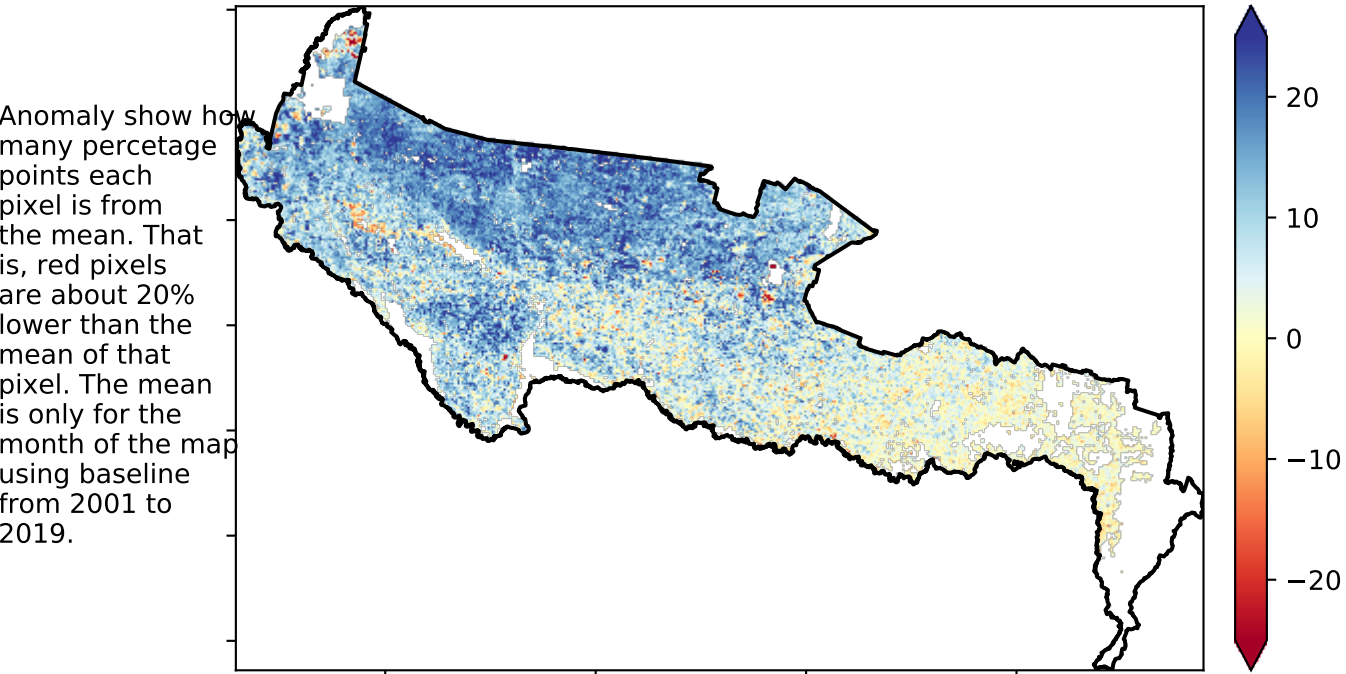 Anomaly show how
many percetage
points each
pixel is from
the mean. That
is, red pixels
are about 20%
lower than the
mean of that
pixel. The mean
is only for the
month of the map
using baseline
from 2001 to
2019.
20
10
0
−10
−20